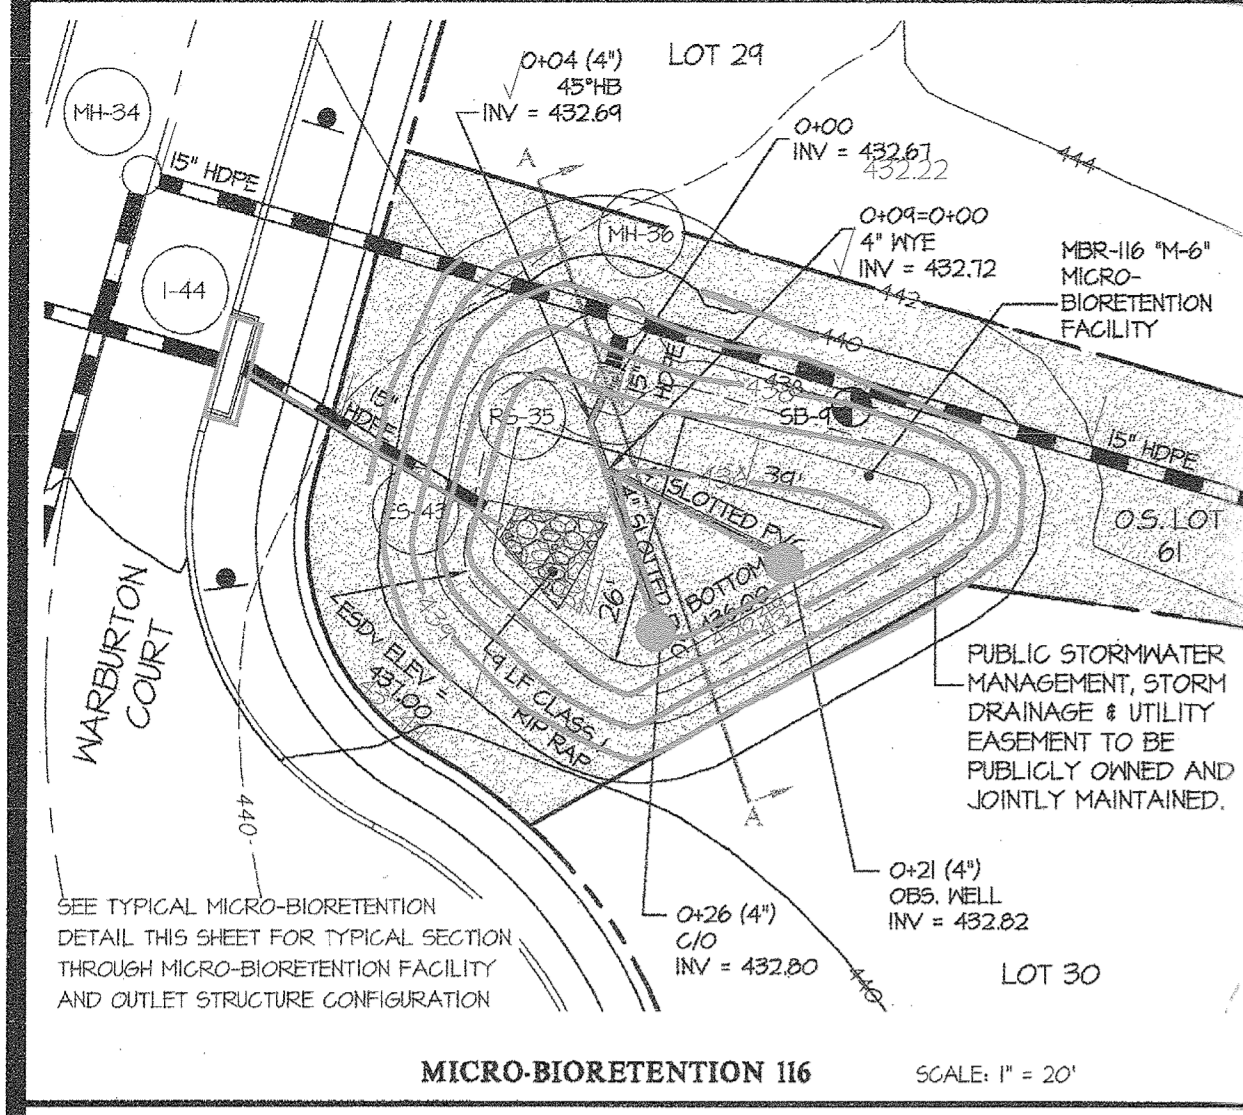 LOT 29
0+04 (4")
45°HB
INV = 432.69
MH-34
15" HDPE
A
0+00
INV = 432.67
432.22
444
MH-36
0+09=0+00
4" WYE
INV = 432.72
MBR-116 "M-6"
MICRO-
BIORETENTION
FACILITY
I-44
442
440
438
15"
HDPE
15"
HDPE
RS-35
SB-9
15" HDPE
39'
SLOTTED PVC
4" SLOTTED
O.S. LOT
61
ES-43
26'
BOTTOM
436.00
438
WARBURTON
COURT
ESDV ELEV =
437.00
L9 LF CLASS I
RIP RAP
PUBLIC STORMWATER
MANAGEMENT, STORM
DRAINAGE & UTILITY
EASEMENT TO BE
PUBLICLY OWNED AND
JOINTLY MAINTAINED.
A
440
0+21 (4")
OBS. WELL
INV = 432.82
0+26 (4")
C/O
INV = 432.80
440
LOT 30
SEE TYPICAL MICRO-BIORETENTION
DETAIL THIS SHEET FOR TYPICAL SECTION
THROUGH MICRO-BIORETENTION FACILITY
AND OUTLET STRUCTURE CONFIGURATION
MICRO-BIORETENTION 116
SCALE: 1" = 20'